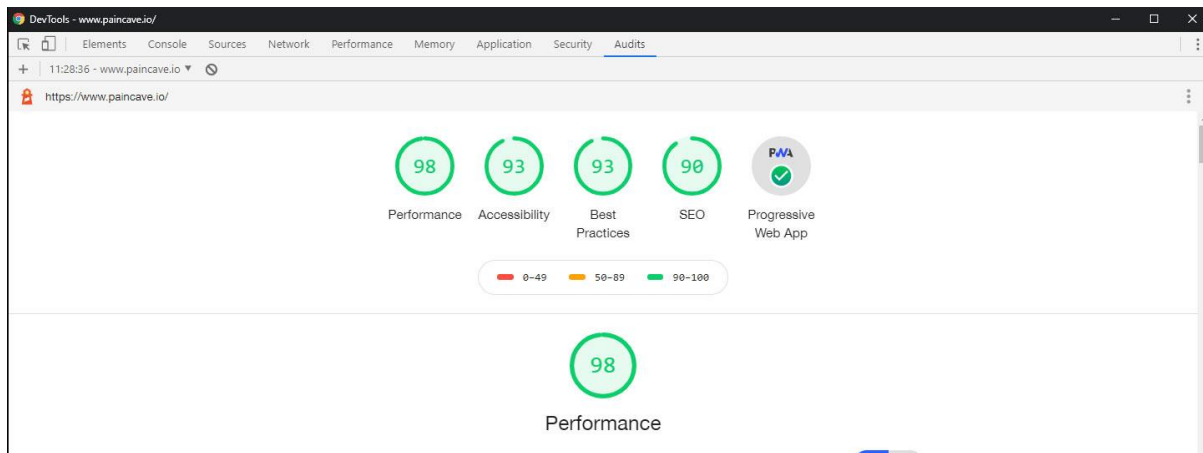 DevTools - www.paincave.io/
Elements Console Sources Network Performance Memory Application Security Audits
+ 11:28:36 - www.paincave.io ▼
https://www.paincave.io/
98 93 93 90 PWA
Performance Accessibility Best Practices SEO Progressive Web App
0-49 50-89 90-100
98
Performance